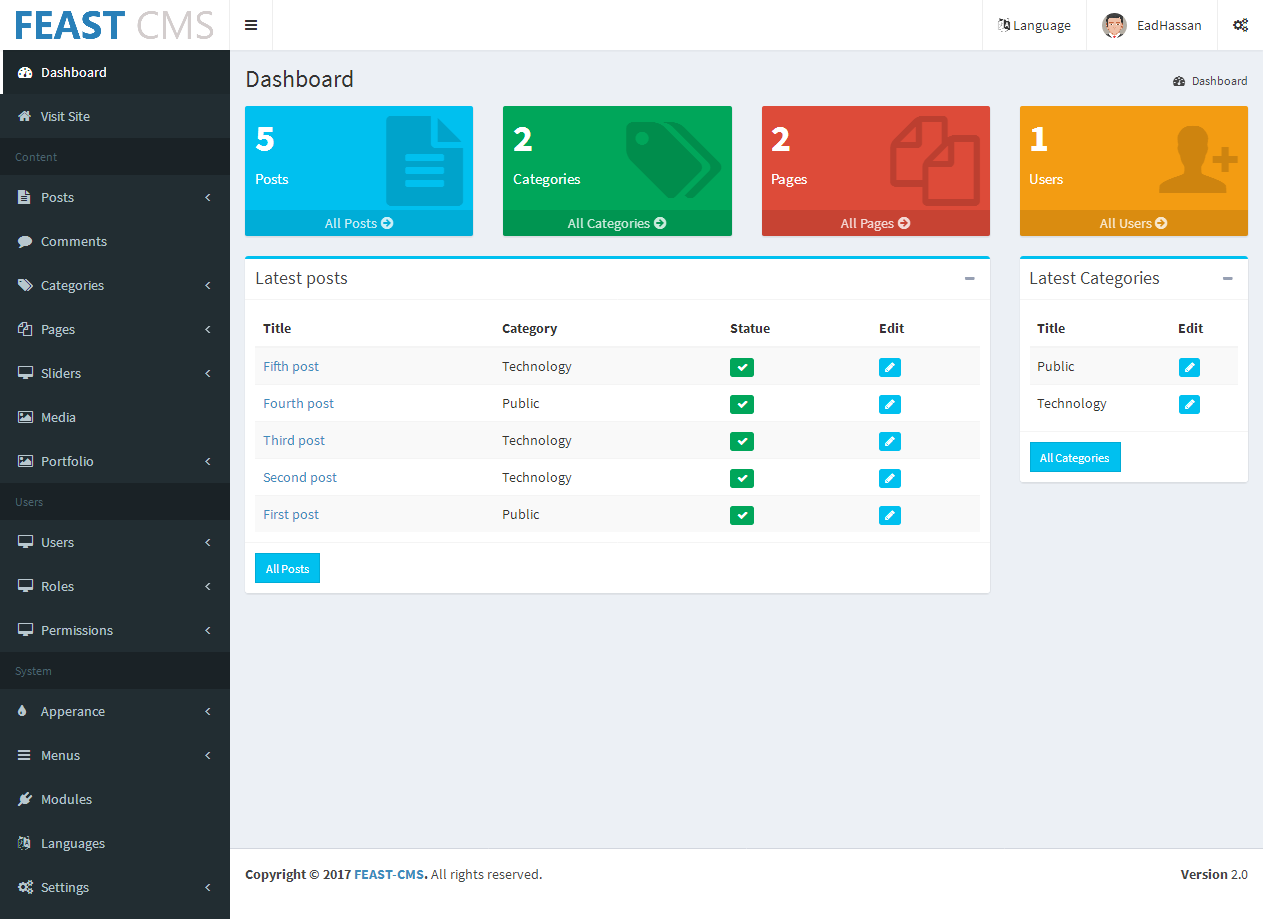 FEAST CMS
Language
EadHassan
Dashboard
Visit Site
Content
Posts
Comments
Categories
Pages
Sliders
Media
Portfolio
Users
Users
Roles
Permissions
System
Apperance
Menus
Modules
Languages
Settings
Dashboard
Dashboard
5
Posts
All Posts
2
Categories
All Categories
2
Pages
All Pages
1
Users
All Users
Latest posts
Title Category Statue Edit
Fifth post Technology
Fourth post Public
Third post Technology
Second post Technology
First post Public
All Posts
Latest Categories
Title Edit
Public
Technology
All Categories
Copyright © 2017 FEAST-CMS. All rights reserved.
Version 2.0